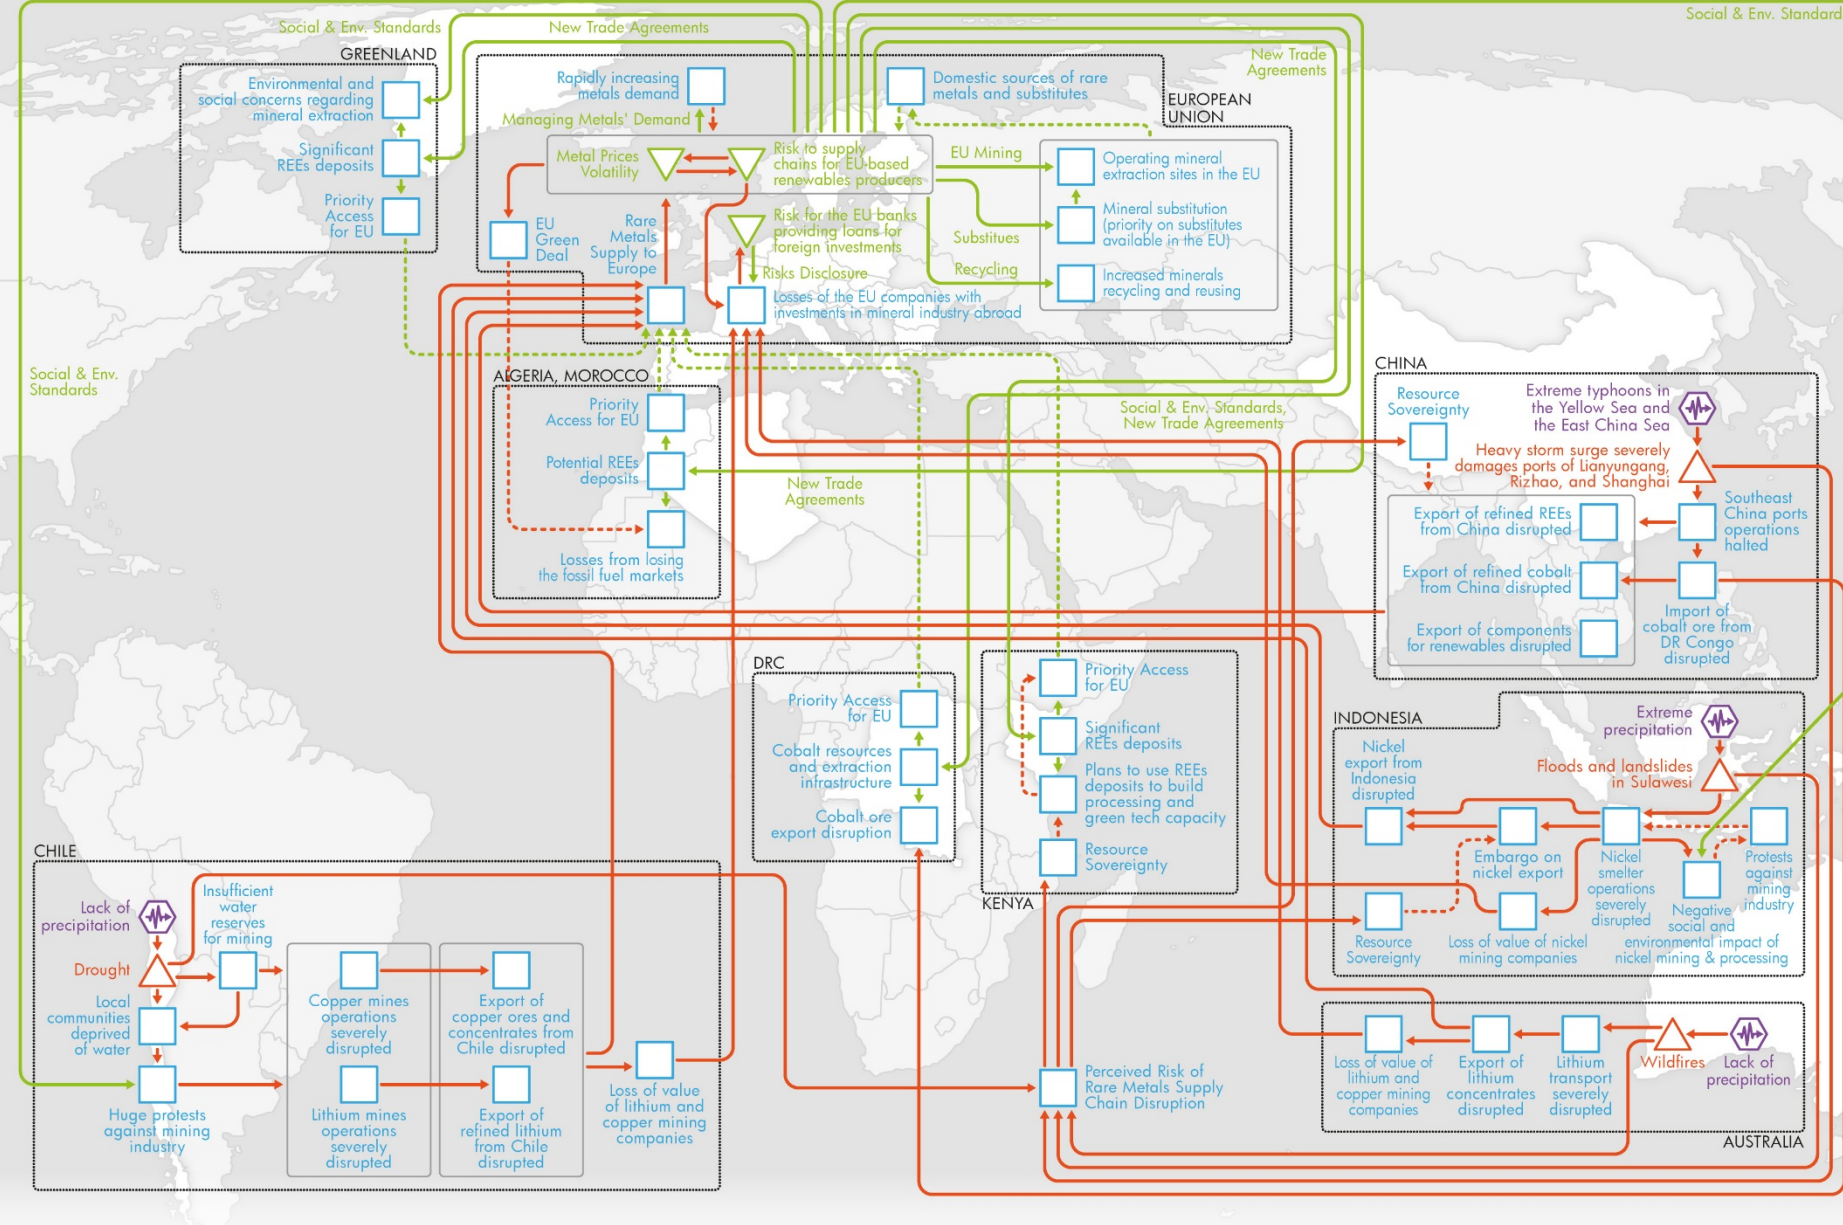 Social & Env. Standards
New Trade Agreements
Social & Env. Standard
New Trade
Agreements
GREENLAND
Environmental and
social concerns regarding
mineral extraction
Significant
REEs deposits
Priority
Access
for EU
EUROPEAN
UNION
Rapidly increasing
metals demand
Domestic sources of rare
metals and substitutes
Managing Metals' Demand
Metal Prices
Volatility
Risk to supply
chains for EU-based
renewables producers
EU Mining
Operating mineral
extraction sites in the EU
Mineral substitution
(priority on substitutes
available in the EU)
Substitues
Recycling
Increased minerals
recycling and reusing
EU
Green
Deal
Rare
Metals
Supply to
Europe
Risk for the EU banks
providing loans for
foreign investments
Risks Disclosure
Losses of the EU companies with
investments in mineral industry abroad
Social & Env.
Standards
ALGERIA, MOROCCO
Priority
Access for EU
Potential REEs
deposits
Losses from losing
the fossil fuel markets
New Trade
Agreements
Social & Env. Standards,
New Trade Agreements
CHINA
Resource
Sovereignty
Extreme typhoons in
the Yellow Sea and
the East China Sea
Heavy storm surge severely
damages ports of Lianyungang,
Rizhao, and Shanghai
Export of refined REEs
from China disrupted
Southeast
China ports
operations
halted
Export of refined cobalt
from China disrupted
Import of
cobalt ore from
DR Congo
disrupted
Export of components
for renewables disrupted
DRC
Priority Access
for EU
Cobalt resources
and extraction
infrastructure
Cobalt ore
export disruption
Priority Access
for EU
Significant
REEs deposits
Plans to use REEs
deposits to build
processing and
green tech capacity
Resource
Sovereignty
KENYA
INDONESIA
Extreme
precipitation
Nickel
export from
Indonesia
disrupted
Floods and landslides
in Sulawesi
Embargo on
nickel export
Nickel
smelter
operations
severely
disrupted
Protests
against
mining
industry
Negative
social and
environmental impact of
nickel mining & processing
Resource
Sovereignty
Loss of value of nickel
mining companies
CHILE
Lack of
precipitation
Insufficient
water
reserves
for mining
Drought
Local
communities
deprived
of water
Huge protests
against mining
industry
Copper mines
operations
severely
disrupted
Export of
copper ores and
concentrates from
Chile disrupted
Lithium mines
operations
severely
disrupted
Export of
refined lithium
from Chile
disrupted
Loss of value
of lithium and
copper mining
companies
Perceived Risk of
Rare Metals Supply
Chain Disruption
Loss of value of
lithium and
copper mining
companies
Export of
lithium
concentrates
disrupted
Lithium
transport
severely
disrupted
Wildfires
Lack of
precipitation
AUSTRALIA